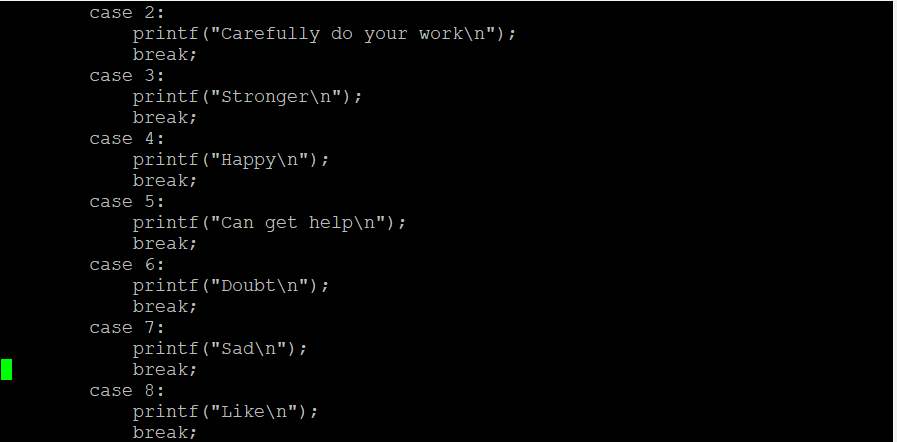 case 2:
printf("Carefully do your work\n");
break;
case 3:
printf("Stronger\n");
break;
case 4:
printf("Happy\n");
break;
case 5:
printf("Can get help\n");
break;
case 6:
printf("Doubt\n");
break;
case 7:
printf("Sad\n");
break;
case 8:
printf("Like\n");
break;